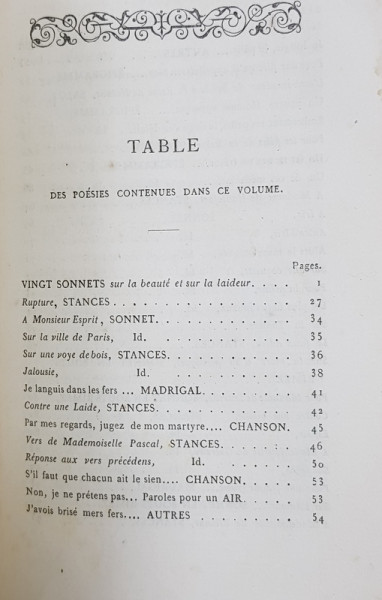 TABLE
DES POÉSIES CONTENUES DANS CE VOLUME.
Pages.
VINGT SONNETS sur la beauté et sur la laideur. . . . 1
Rupture, STANCES . . . . . . . . . . . . . . 27
A Monsieur Esprit, SONNET. . . . . . . . . . . 34
Sur la ville de Paris, Id. . . . . . . . . . . 35
Sur une voye de bois, STANCES. . . . . . . . . . 36
Jalousie, Id. . . . . . . . . . . 38
Je languis dans les fers ... MADRIGAL. . . . . . . . 41
Contre une Laide, STANCES. . . . . . . . . . . 42
Par mes regards, jugez de mon martyre.... CHANSON. 45
Vers de Mademoiselle Pascal, STANCES. . . . . . . 46
Réponse aux vers précédens, Id. . . . . . . 50
S'il faut que chacun ait le sien.... CHANSON. . . . . 53
Non, je ne prétens pas... Paroles pour un AIR. . . . . 53
J'avois brisé mers fers.... AUTRES . . . . . . . . . 54